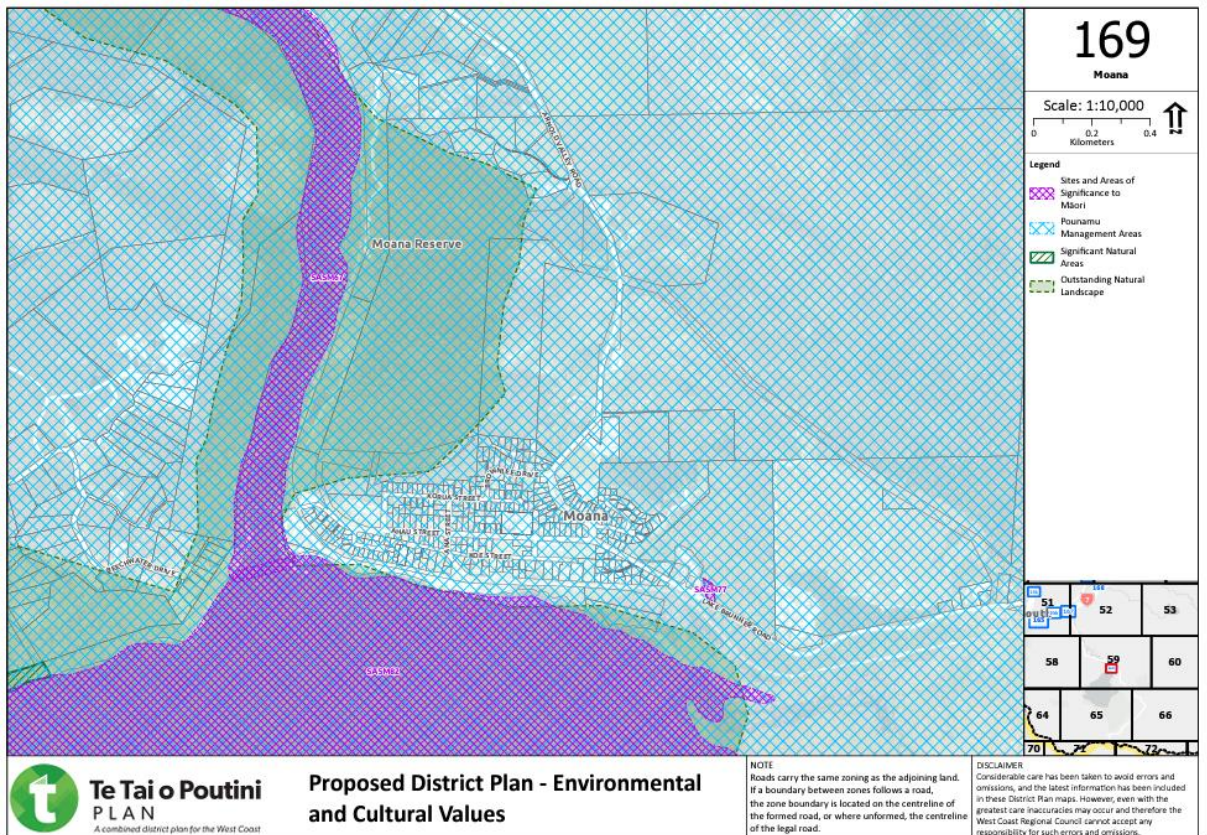 169
Moana
Scale: 1:10,000
0 0.2 0.4
Kilometers
N
Legend
Sites and Areas of
Significance to
Māori
Pounamu
Management Areas
Significant Natural
Areas
Outstanding Natural
Landscape
ARNOLD VALLEY ROAD
Moana Reserve
KORUA STREET
Moana
AHAU STREET
ANA STREET
KOE STREET
BEECHWATER DRIVE
SASM77
LAKE BRUNNER ROAD
51
52
53
58
59
60
64
65
66
70
71
72
Te Tai o Poutini
PLAN
A combined district plan for the West Coast
Proposed District Plan - Environmental
and Cultural Values
NOTE
Roads carry the same zoning as the adjoining land.
If a boundary between zones follows a road,
the zone boundary is located on the centreline of
the formed road, or where unformed, the centreline
of the legal road.
DISCLAIMER
Considerable care has been taken to avoid errors and
omissions, and the latest information has been included
in these District Plan maps. However, even with the
greatest care inaccuracies may occur and therefore the
West Coast Regional Council cannot accept any
responsibility for such errors and omissions.